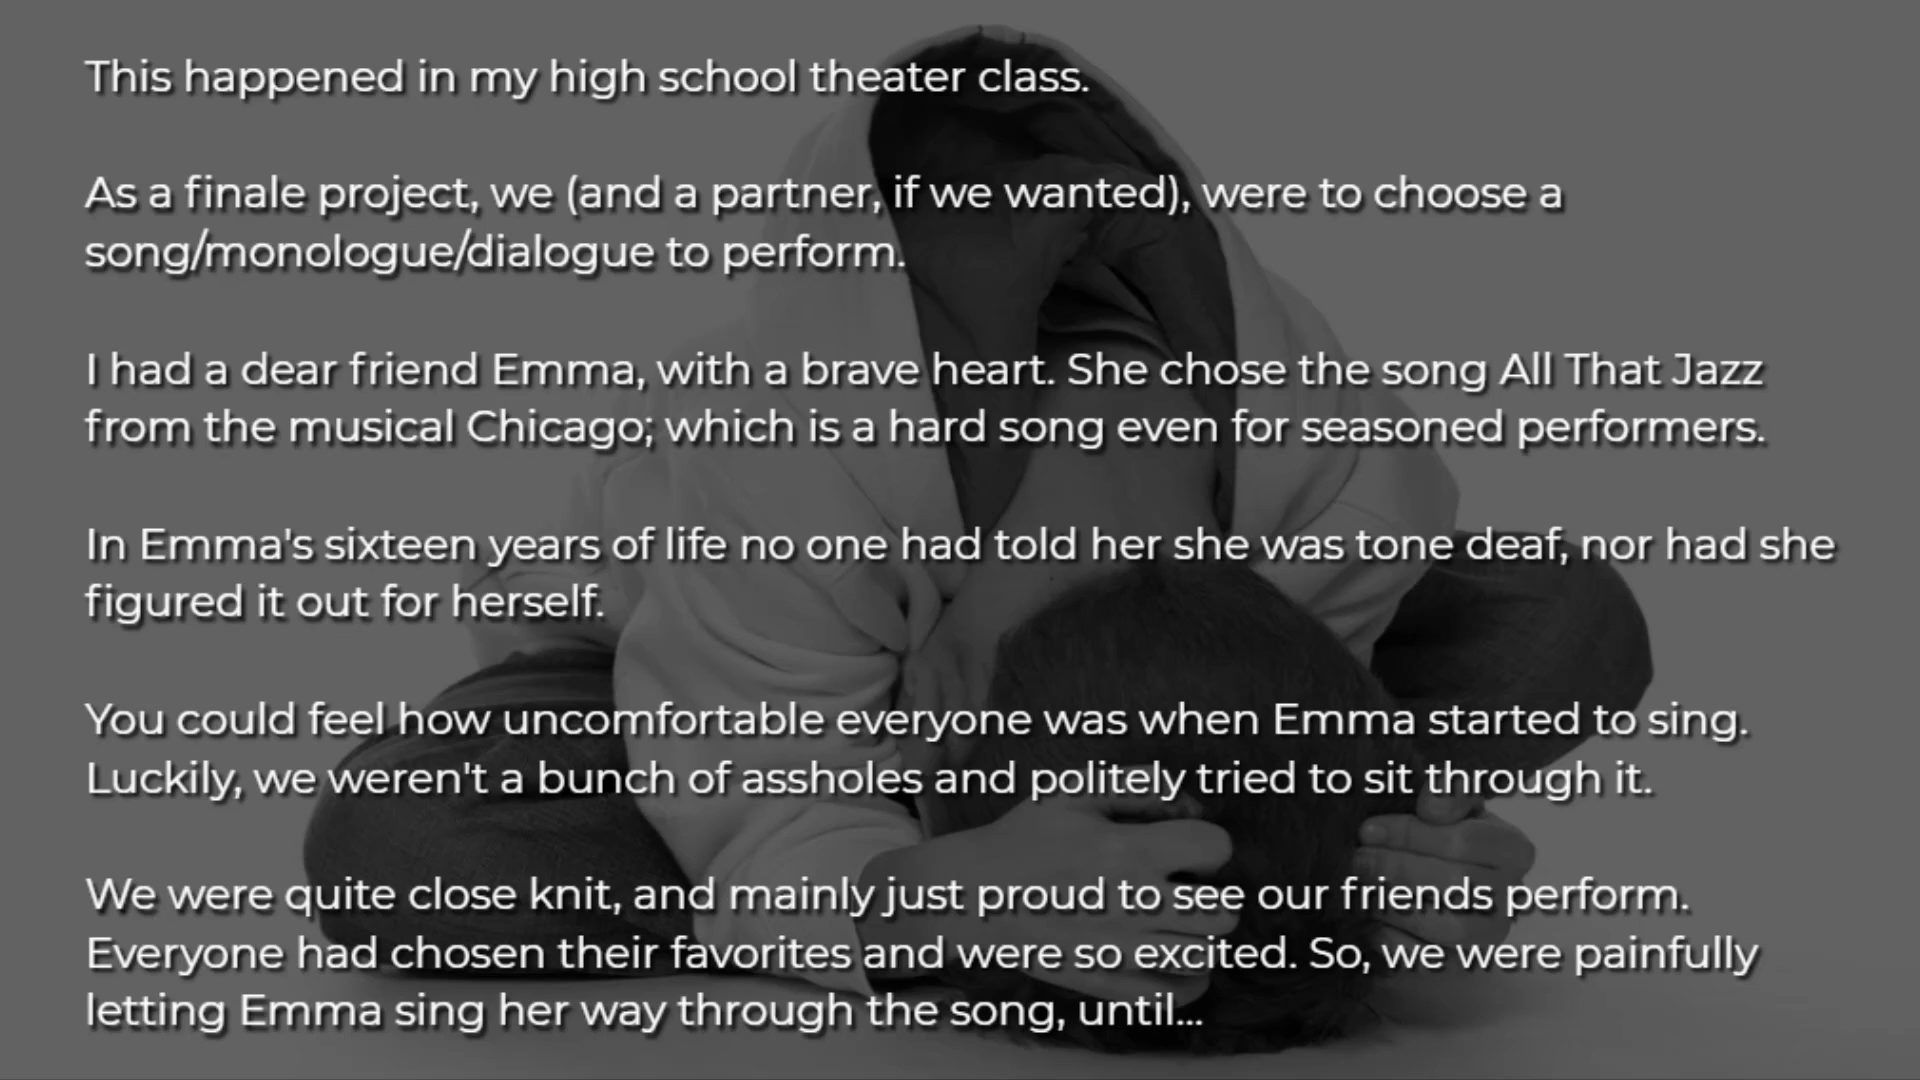 This happened in my high school theater class.
As a finale project, we (and a partner, if we wanted), were to choose a
song/monologue/dialogue to perform.
I had a dear friend Emma, with a brave heart. She chose the song All That Jazz
from the musical Chicago; which is a hard song even for seasoned performers.
In Emma's sixteen years of life no one had told her she was tone deaf, nor had she
figured it out for herself.
You could feel how uncomfortable everyone was when Emma started to sing.
Luckily, we weren't a bunch of assholes and politely tried to sit through it.
We were quite close knit, and mainly just proud to see our friends perform.
Everyone had chosen their favorites and were so excited. So, we were painfully
letting Emma sing her way through the song, until...